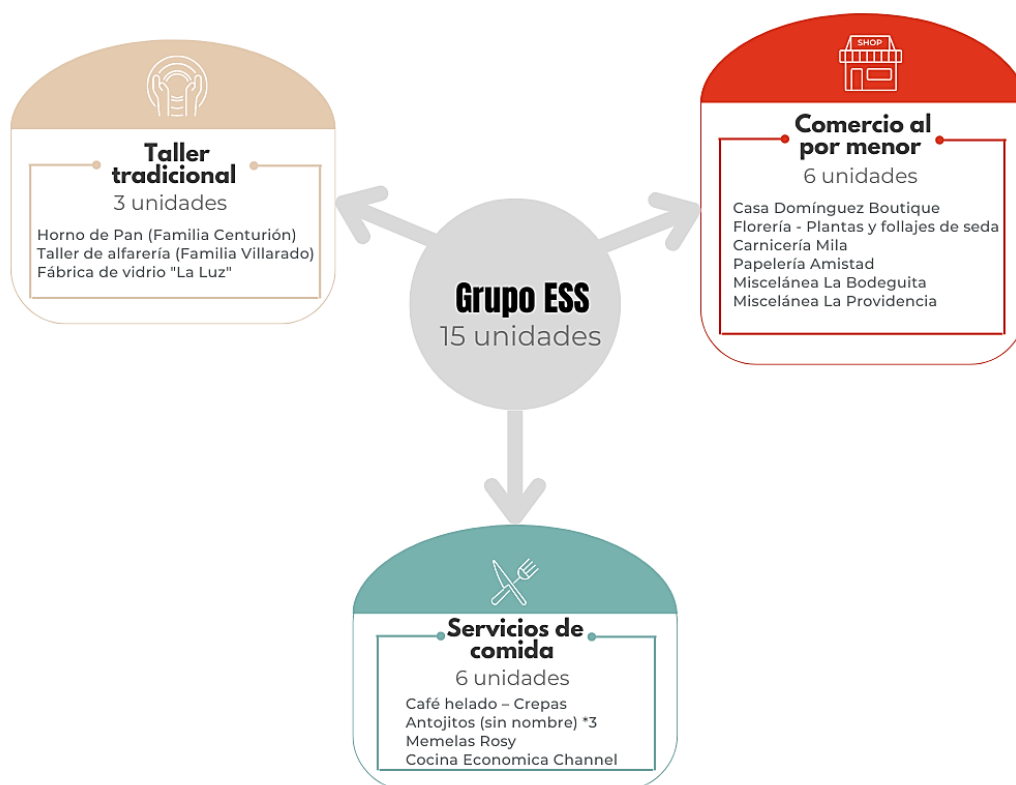 Taller
tradicional
3 unidades
Horno de Pan (Familia Centurión)
Taller de alfarería (Familia Villarado)
Fábrica de vidrio "La Luz"
SHOP
Comercio al
por menor
6 unidades
Casa Domínguez Boutique
Florería - Plantas y follajes de seda
Carnicería Mila
Papelería Amistad
Miscelánea La Bodeguita
Miscelánea La Providencia
Grupo ESS
15 unidades
Servicios de
comida
6 unidades
Café helado – Crepas
Antojitos (sin nombre) *3
Memelas Rosy
Cocina Economica Channel